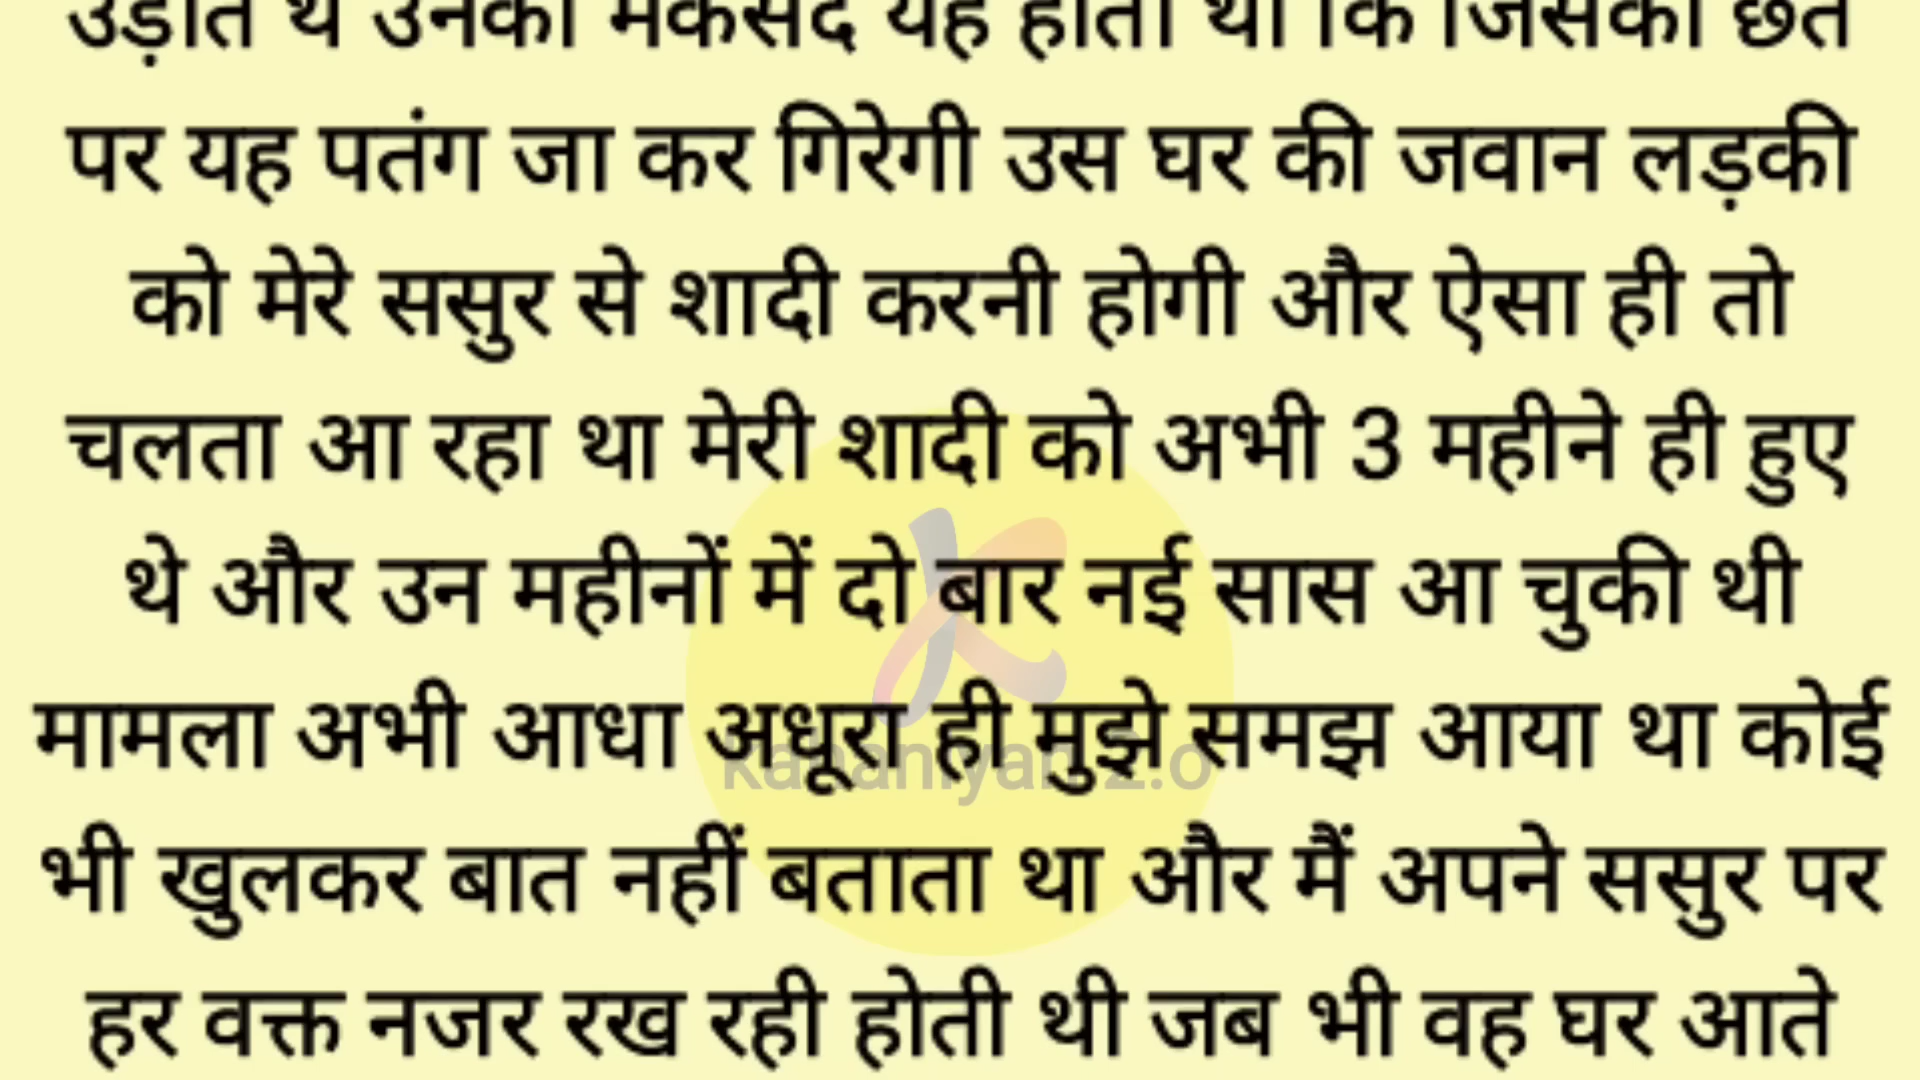 उड़ाते थे उनका मकसद यह होता था कि जिसकी छत
पर यह पतंग जा कर गिरेगी उस घर की जवान लड़की
को मेरे ससुर से शादी करनी होगी और ऐसा ही तो
चलता आ रहा था मेरी शादी को अभी 3 महीने ही हुए
थे और उन महीनों में दो बार नई सास आ चुकी थी
मामला अभी आधा अधूरा ही मुझे समझ आया था कोई
kahaniyan 2.o
भी खुलकर बात नहीं बताता था और मैं अपने ससुर पर
हर वक्त नजर रख रही होती थी जब भी वह घर आते